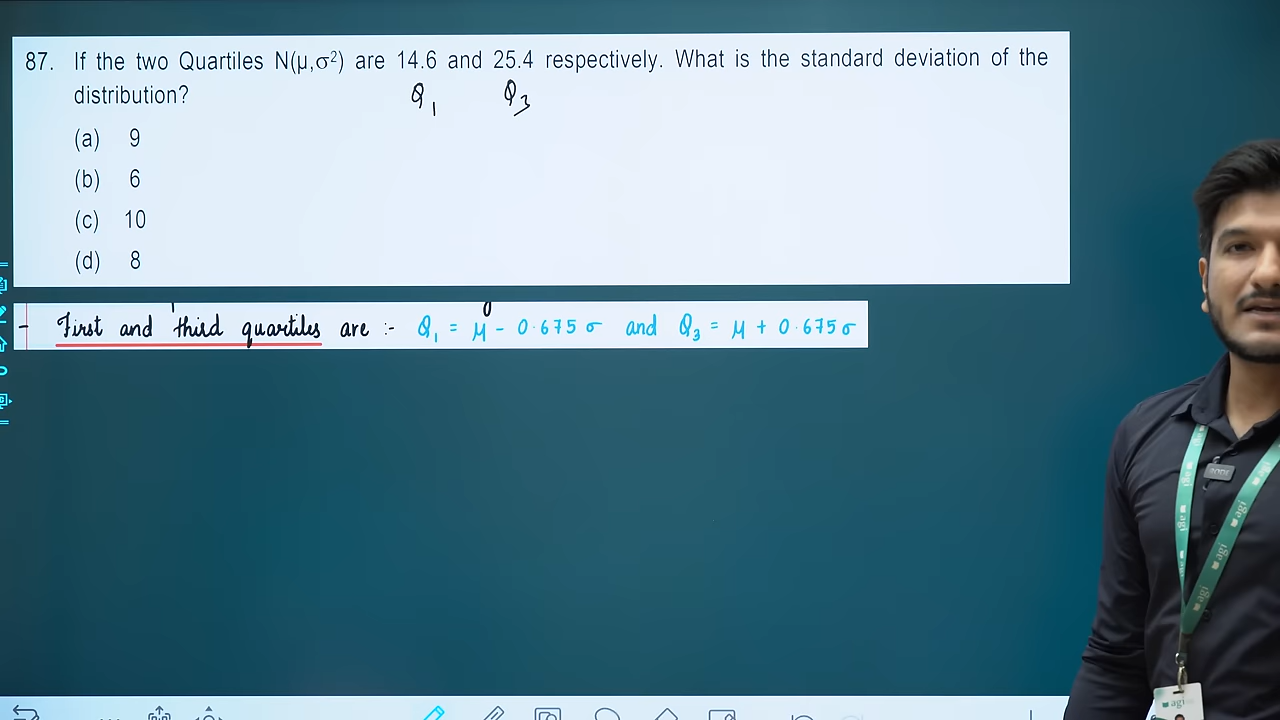 87. If the two Quartiles N(μ,σ²) are 14.6 and 25.4 respectively. What is the standard deviation of the
distribution?
Q₁ Q₃
(a) 9
(b) 6
(c) 10
(d) 8
- First and third quartiles are :- Q₁ = μ - 0.675 σ and Q₃ = μ + 0.675 σ